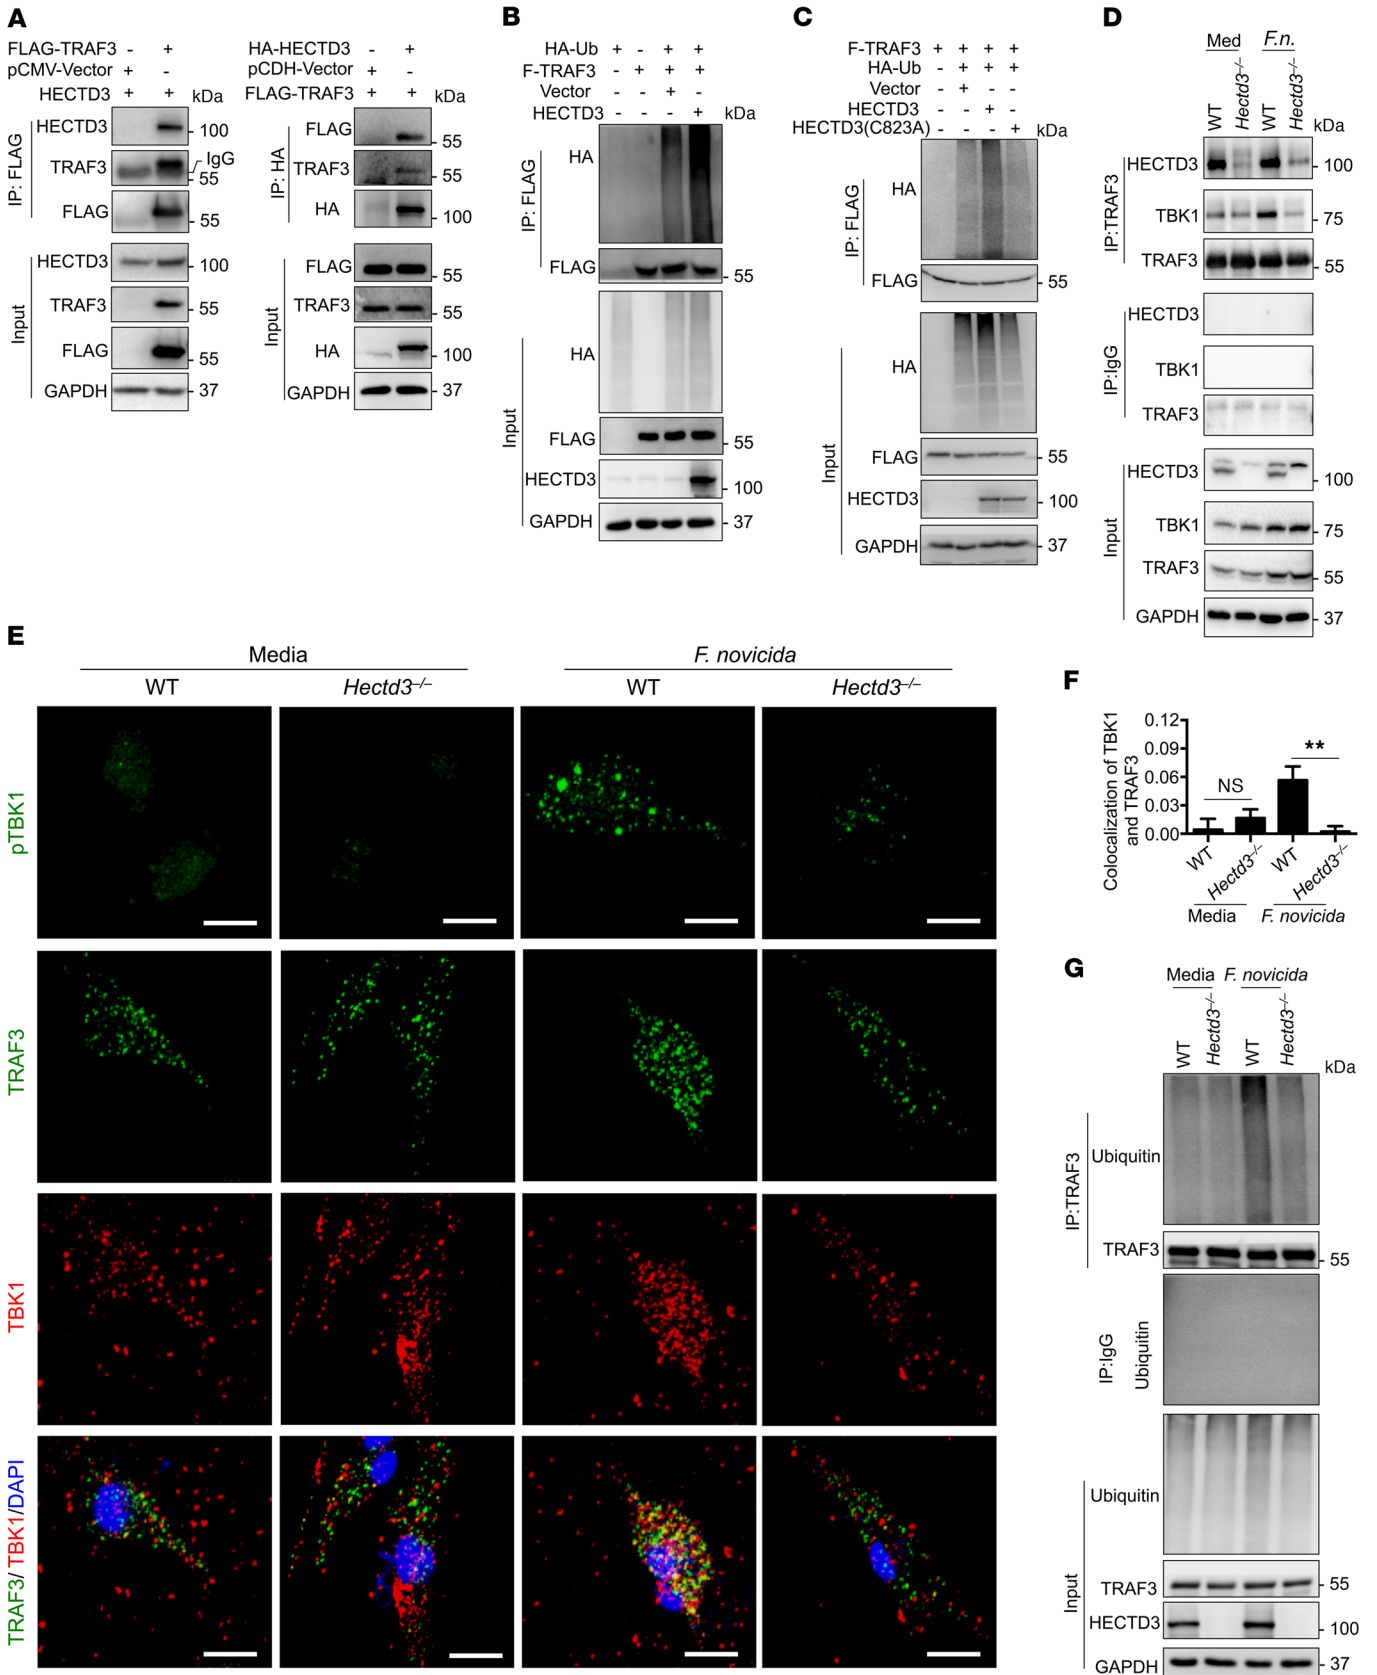 A
FLAG-TRAF3 - +
pCMV-Vector + -
HECTD3 + + kDa
IP: FLAG
HECTD3 100
TRAF3 IgG 55
FLAG 55
Input
HECTD3 100
TRAF3 55
FLAG 55
GAPDH 37
HA-HECTD3 - +
pCDH-Vector + -
FLAG-TRAF3 + + kDa
IP: HA
FLAG 55
TRAF3 55
HA 100
Input
FLAG 55
TRAF3 55
HA 100
GAPDH 37
B
HA-Ub + - + +
F-TRAF3 - + + +
Vector - - + -
HECTD3 - - - + kDa
IP: FLAG
HA
FLAG 55
Input
HA
FLAG 55
HECTD3 100
GAPDH 37
C
F-TRAF3 + + + +
HA-Ub - + + +
Vector - + - -
HECTD3 - - + -
HECTD3(C823A) - - - + kDa
IP: FLAG
HA
FLAG 55
Input
HA
FLAG 55
HECTD3 100
GAPDH 37
D
Med F.n.
WT Hectd3–/– WT Hectd3–/– kDa
IP:TRAF3
HECTD3 100
TBK1 75
TRAF3 55
IP:IgG
HECTD3
TBK1
TRAF3
Input
HECTD3 100
TBK1 75
TRAF3 55
GAPDH 37
E
Media F. novicida
WT Hectd3–/– WT Hectd3–/–
pTBK1
TRAF3
TBK1
TRAF3/ TBK1/DAPI
F
Colocalization of TBK1
and TRAF3
0.12
0.09
0.06
0.03
0.00
NS
**
WT Hectd3–/– WT Hectd3–/–
Media F. novicida
G
Media F. novicida
WT Hectd3–/– WT Hectd3–/–
kDa
IP:TRAF3
Ubiquitin
TRAF3 55
IP:IgG
Ubiquitin
Input
Ubiquitin
TRAF3 55
HECTD3 100
GAPDH 37